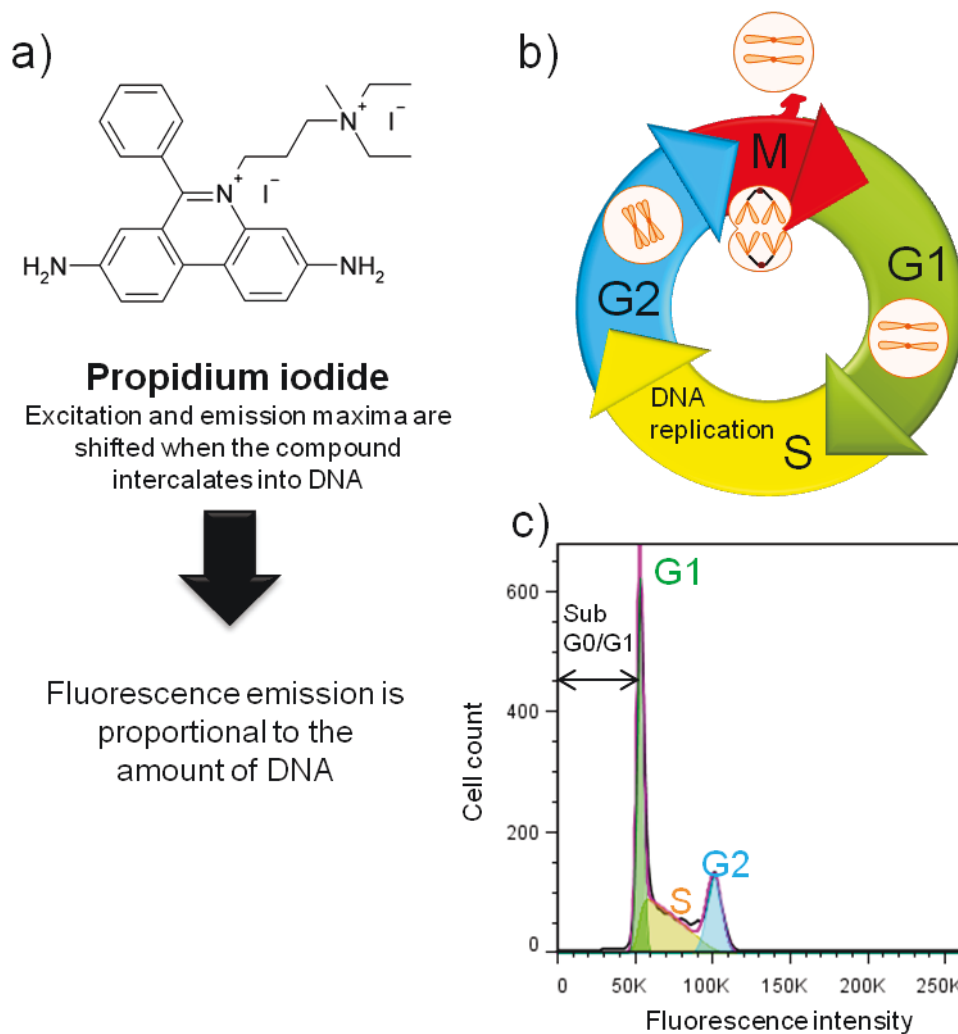 a)
N⁺
I⁻
N⁺
I⁻
H₂N
NH₂
Propidium iodide
Excitation and emission maxima are
shifted when the compound
intercalates into DNA
Fluorescence emission is
proportional to the
amount of DNA
b)
M
G1
G2
DNA
replication
S
c)
G1
Sub
G0/G1
S
G2
600
400
200
0
Cell count
0
50K
100K
150K
200K
250K
Fluorescence intensity